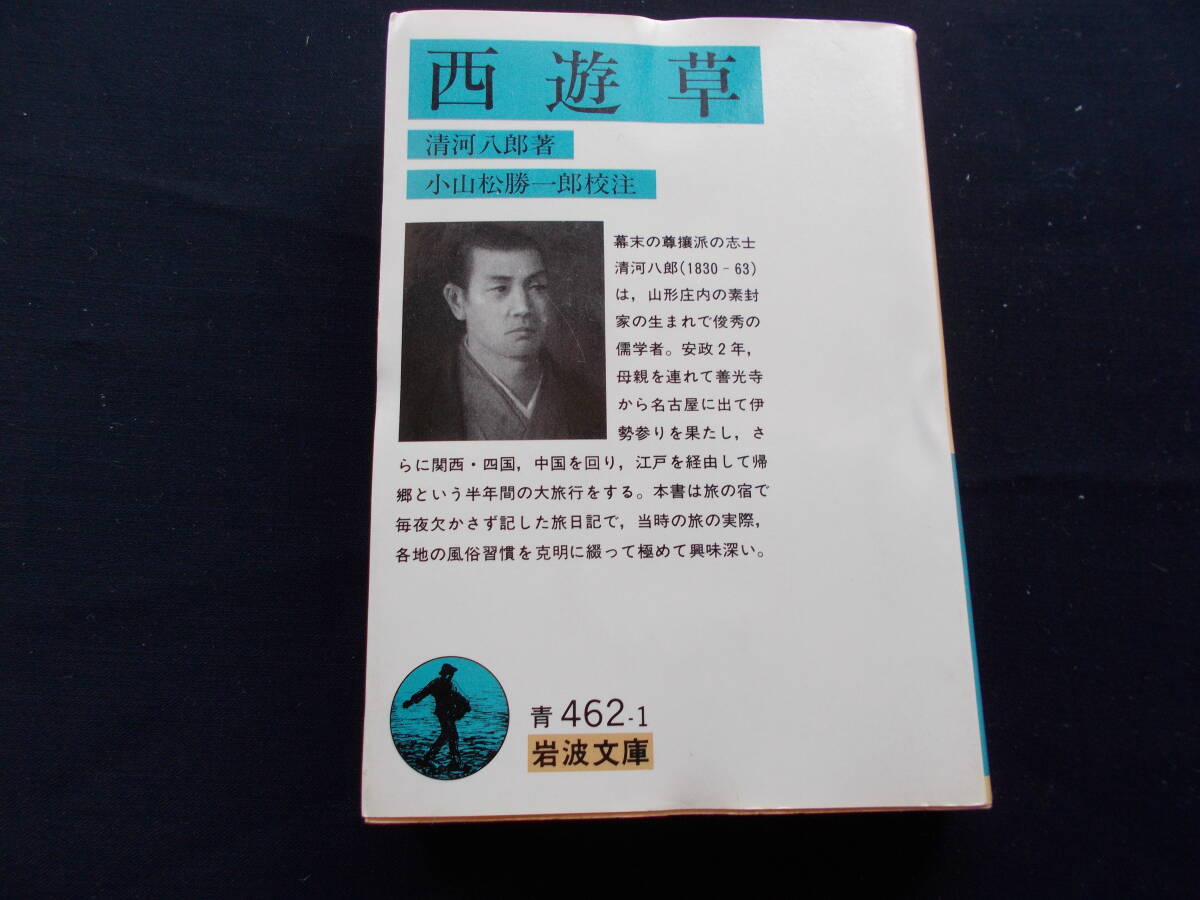 西遊草
清河八郎著
小山松勝一郎校注
幕末の尊攘派の志士
清河八郎(1830‐63)
は，山形庄内の素封
家の生まれで俊秀の
儒学者。安政2年，
母親を連れて善光寺
から名古屋に出て伊
勢参りを果たし，さ
らに関西・四国，中国を回り，江戸を経由して帰
郷という半年間の大旅行をする。本書は旅の宿で
毎夜欠かさず記した旅日記で，当時の旅の実際，
各地の風俗習慣を克明に綴って極めて興味深い。
青462-1
岩波文庫